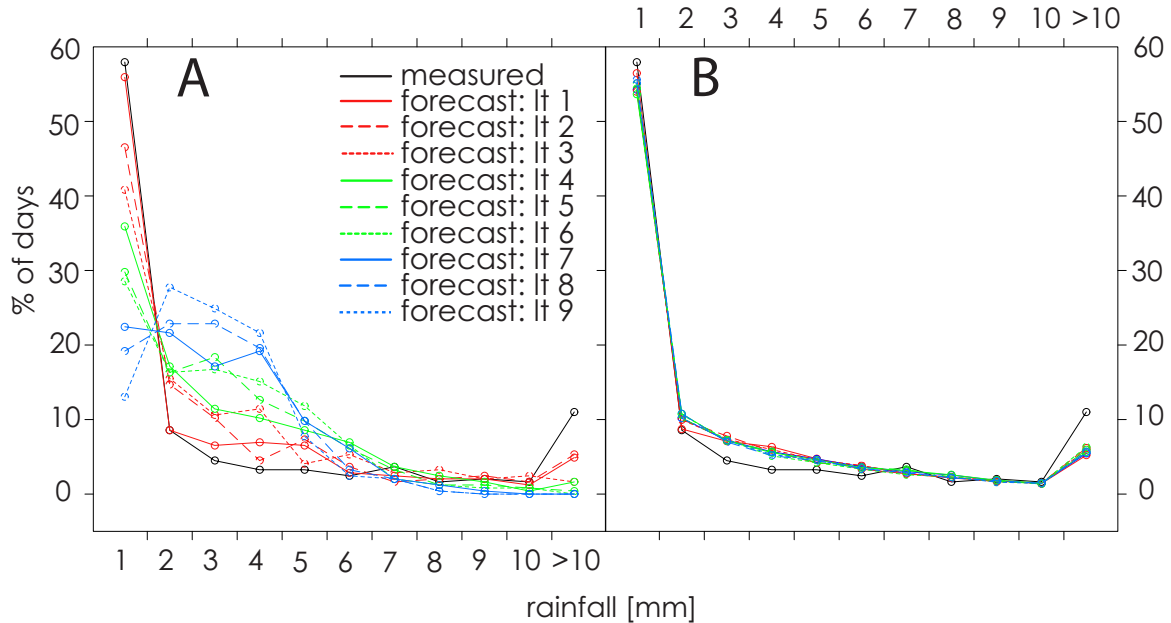 1 2 3 4 5 6 7 8 9 10 >10
60 50 40 30 20 10 0
% of days
A
measured
forecast: lt 1
forecast: lt 2
forecast: lt 3
forecast: lt 4
forecast: lt 5
forecast: lt 6
forecast: lt 7
forecast: lt 8
forecast: lt 9
B
60 50 40 30 20 10 0
1 2 3 4 5 6 7 8 9 10 >10
rainfall [mm]